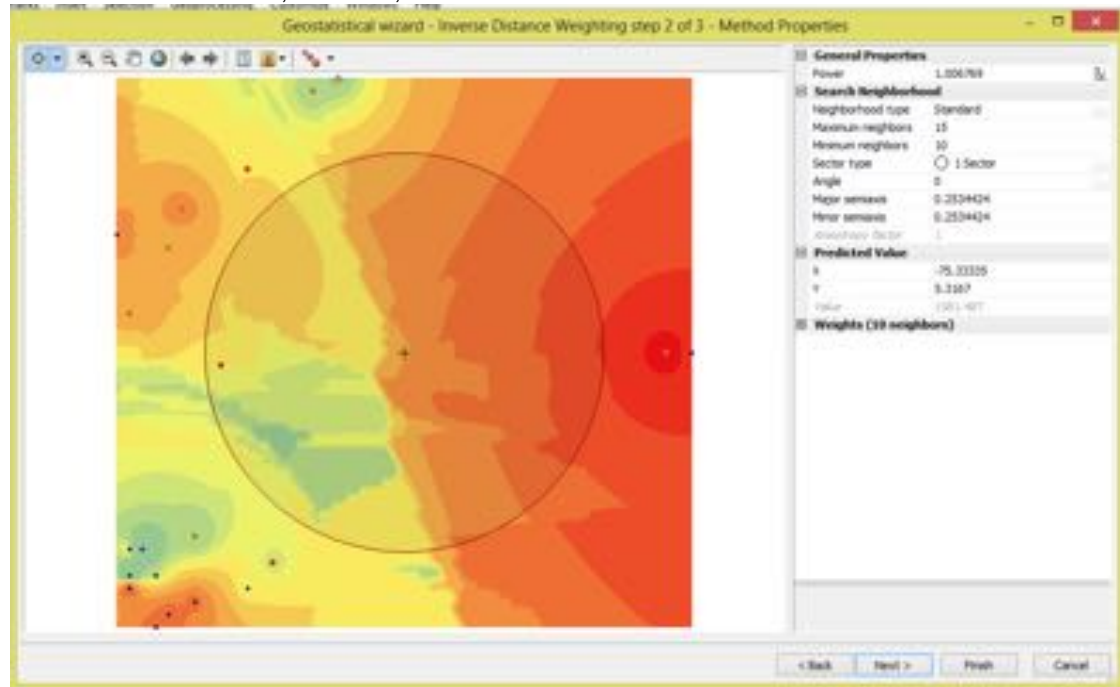 Geostatistical wizard - Inverse Distance Weighting step 2 of 3 - Method Properties
General Properties
Power 1.006769
Search Neighborhood
Neighborhood type Standard
Maximum neighbors 15
Minimum neighbors 10
Sector type 1 Sector
Angle 0
Major semiaxis 0.2534424
Minor semiaxis 0.2534424
Anisotropy factor 1
Predicted Value
X -75.33335
Y 5.3167
Value
Weights (10 neighbors)
< Back Next > Finish Cancel